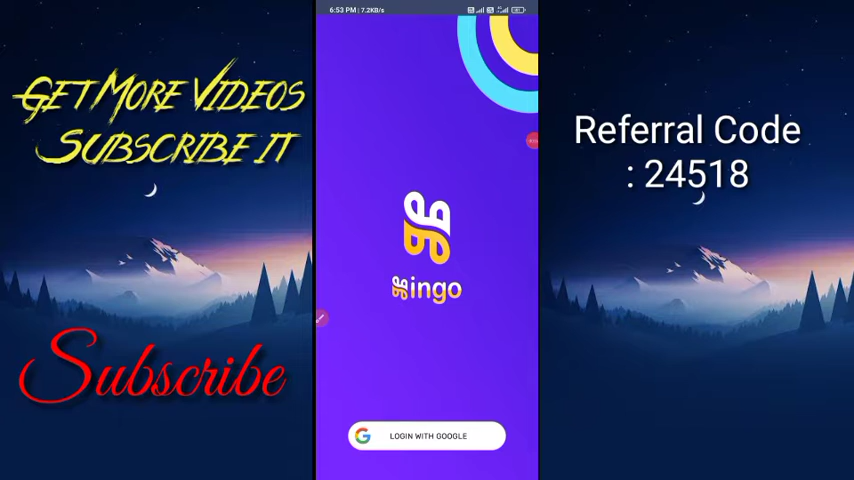 GET MORE VIDEOS
SUBSCRIBE IT
Subscribe
6:53 PM | 7.2KB/s
ingo
LOGIN WITH GOOGLE
Referral Code
: 24518